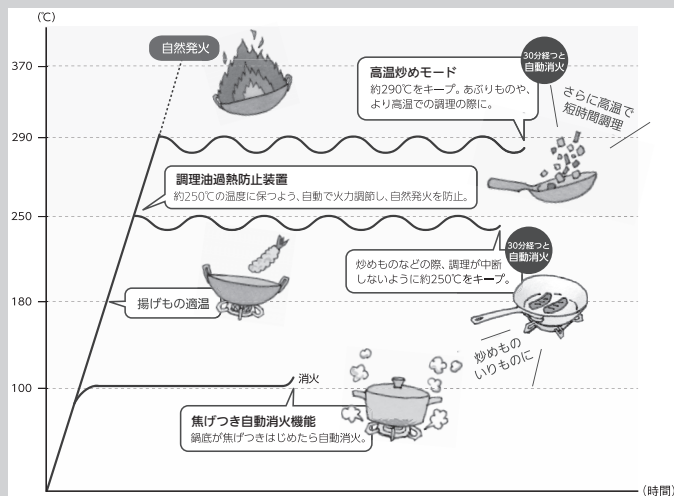 (℃)
自然発火
370
高温炒めモード
約290℃をキープ。あぶりものや、
より高温での調理の際に。
30分経つと
自動消火
さらに高温で
短時間調理
290
調理油過熱防止装置
約250℃の温度に保つよう、自動で火力調節し、自然発火を防止。
250
炒めものなどの際、調理が中断
しないように約250℃をキープ。
30分経つと
自動消火
180
揚げもの適温
炒めもの
いりものに
100
消火
焦げつき自動消火機能
鍋底が焦げつきはじめたら自動消火。
(時間)